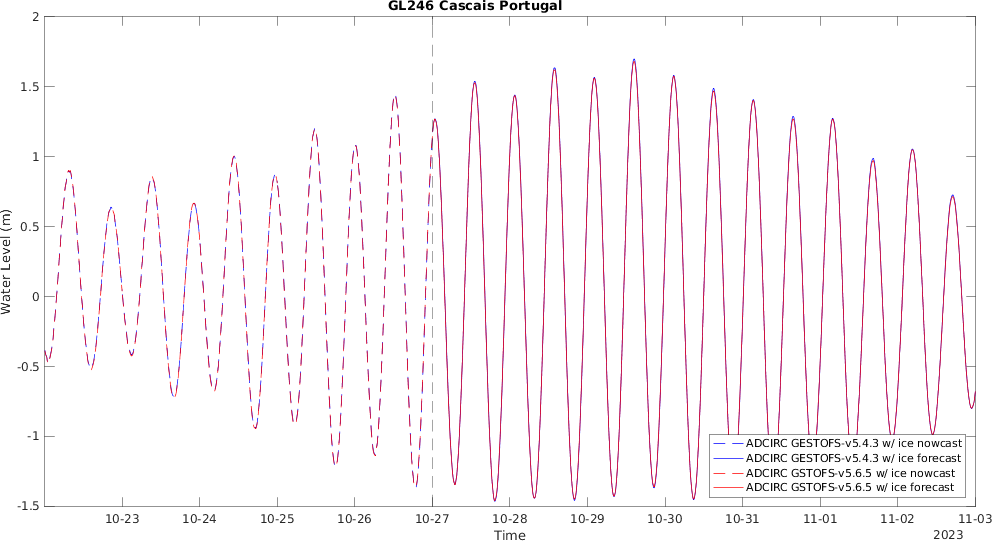 GL246 Cascais Portugal
2
1.5
1
0.5
0
-0.5
-1
-1.5
Water Level (m)
ADCIRC GESTOFS-v5.4.3 w/ ice nowcast
ADCIRC GESTOFS-v5.4.3 w/ ice forecast
ADCIRC GSTOFS-v5.6.5 w/ ice nowcast
ADCIRC GSTOFS-v5.6.5 w/ ice forecast
10-23 10-24 10-25 10-26 10-27 10-28 10-29 10-30 10-31 11-01 11-02 11-03
Time
2023